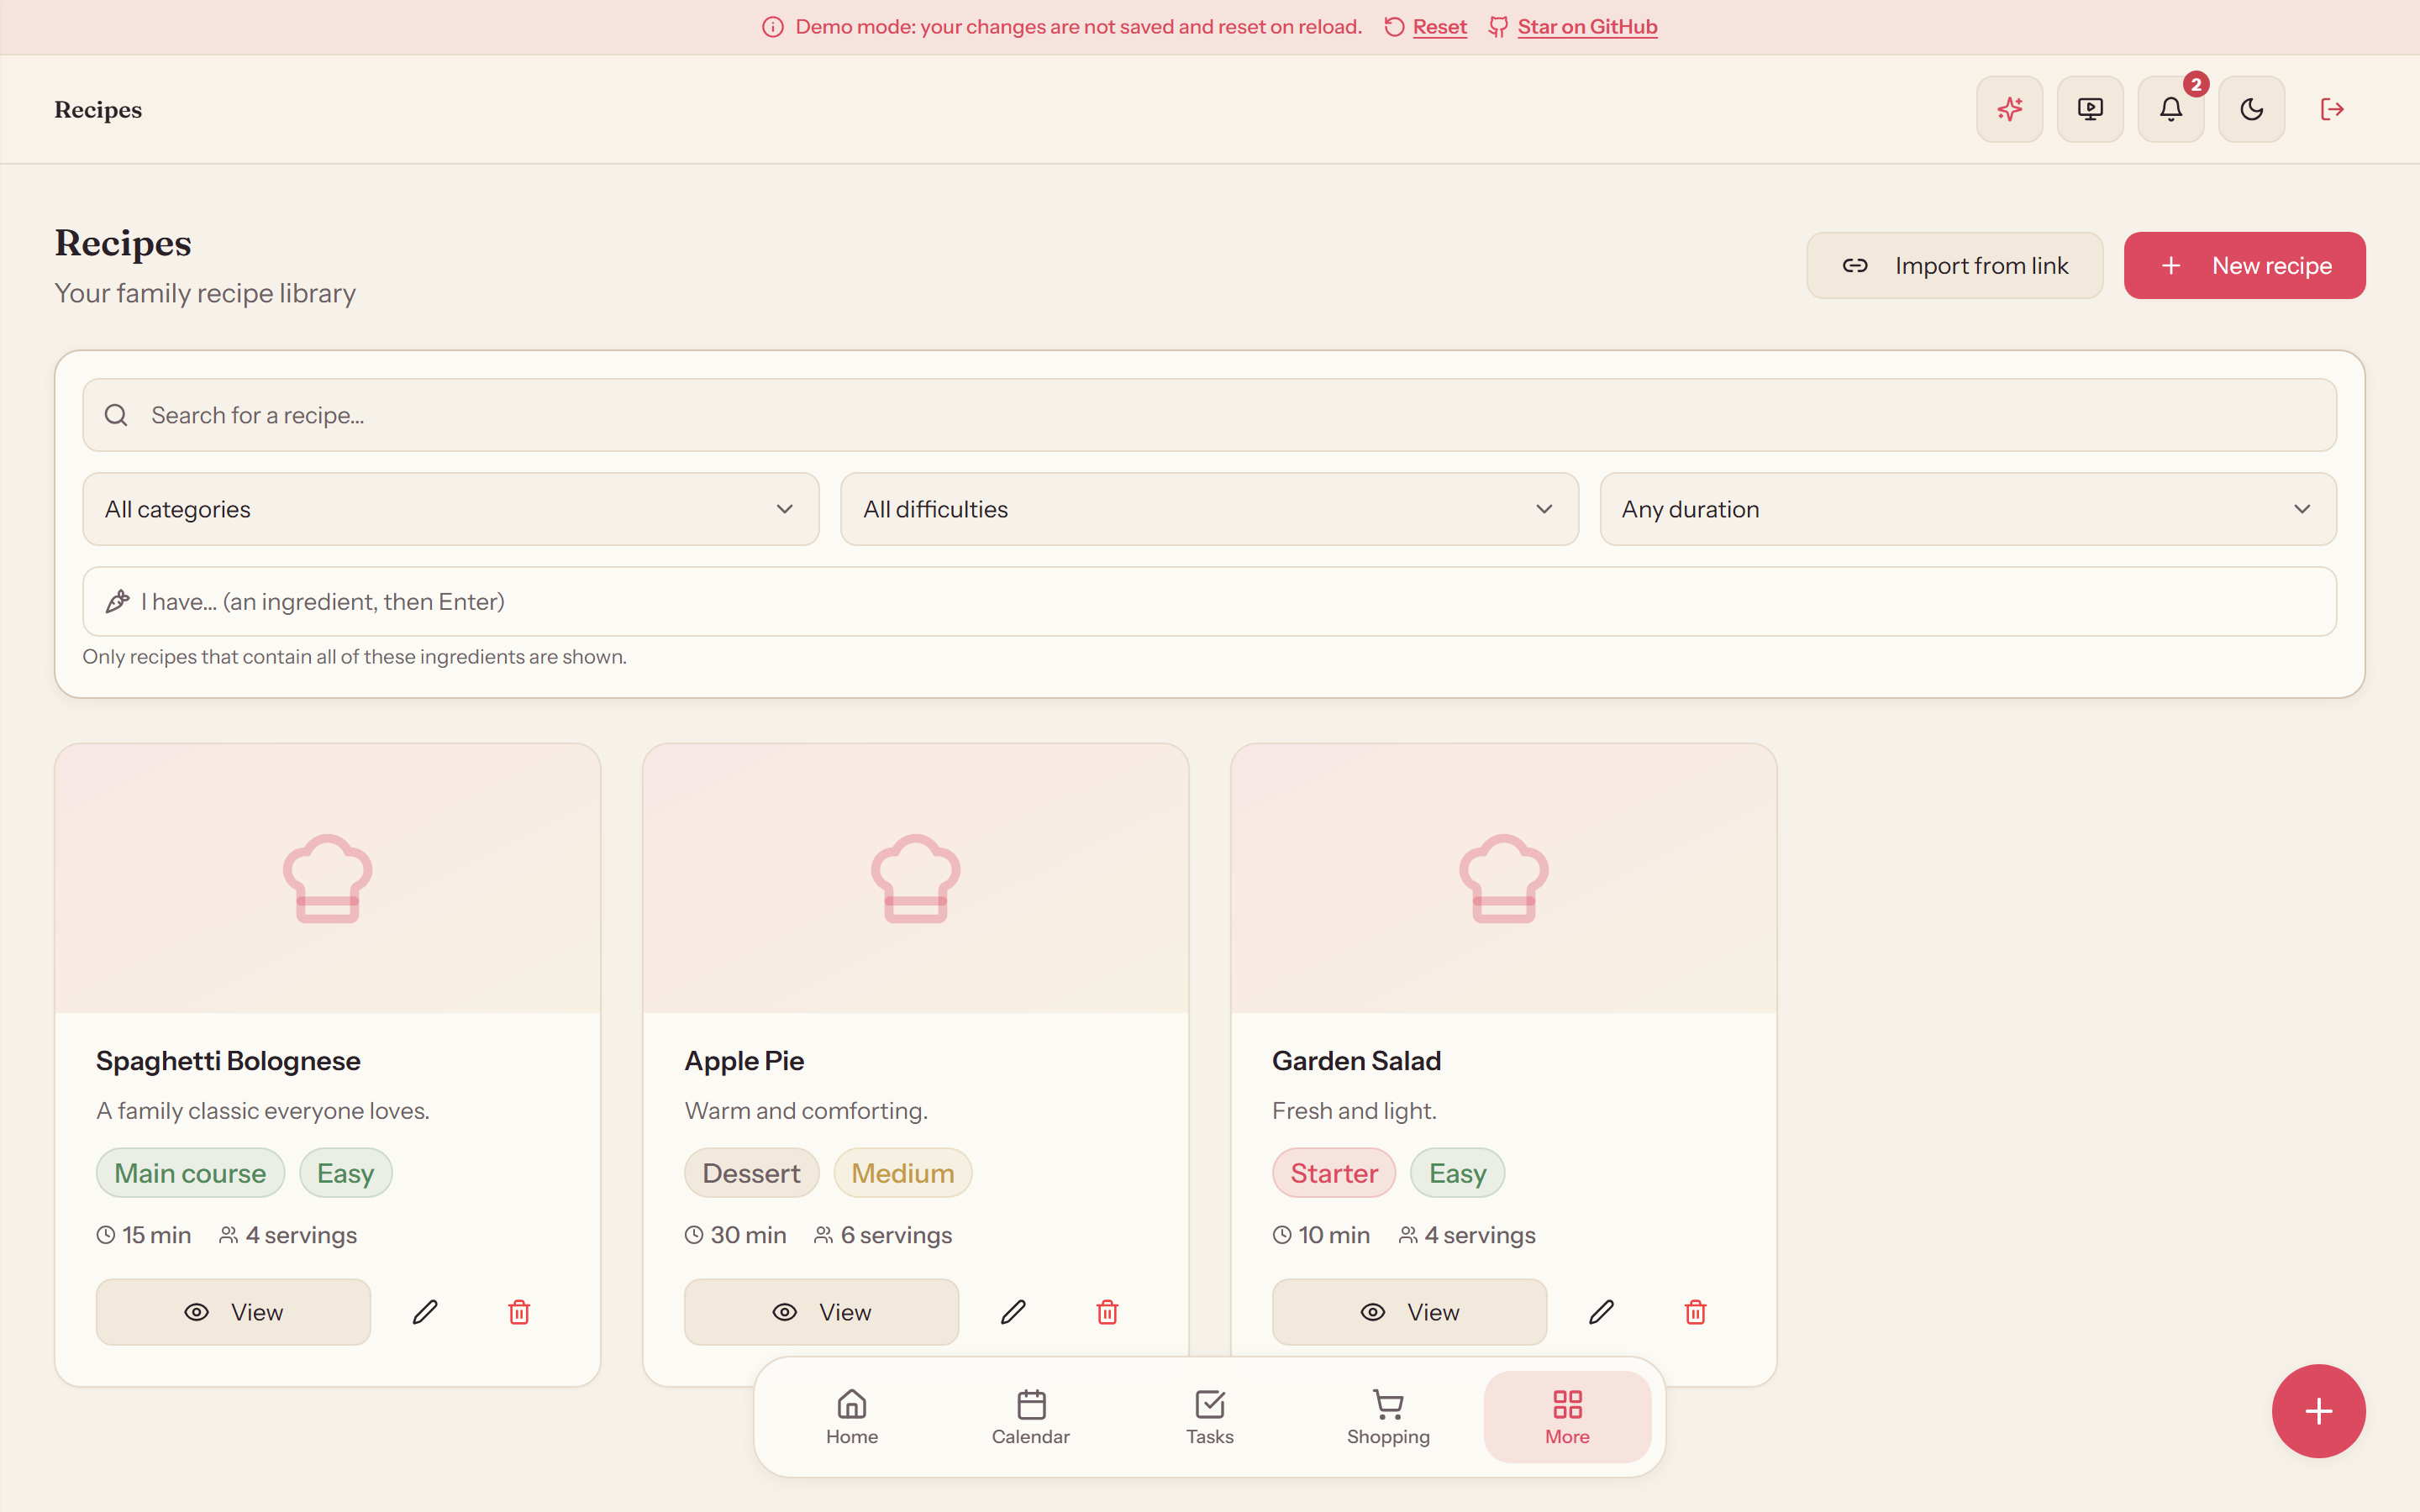 Demo mode: your changes are not saved and reset on reload. Reset Star on GitHub
Recipes
2
Recipes
Your family recipe library
Import from link
New recipe
Search for a recipe...
All categories
All difficulties
Any duration
I have... (an ingredient, then Enter)
Only recipes that contain all of these ingredients are shown.
Spaghetti Bolognese
A family classic everyone loves.
Main course Easy
15 min 4 servings
View
Apple Pie
Warm and comforting.
Dessert Medium
30 min 6 servings
View
Garden Salad
Fresh and light.
Starter Easy
10 min 4 servings
View
Home
Calendar
Tasks
Shopping
More